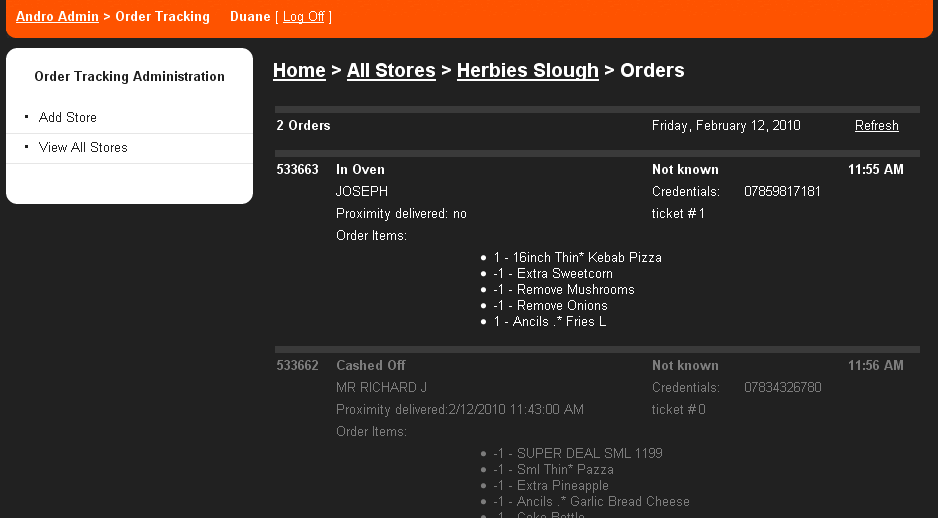 Andro Admin > Order Tracking Duane [ Log Off ]
Order Tracking Administration
Add Store
View All Stores
Home > All Stores > Herbies Slough > Orders
2 Orders Friday, February 12, 2010 Refresh
533663 In Oven Not known 11:55 AM
JOSEPH Credentials: 07859817181
Proximity delivered: no ticket #1
Order Items:
1 - 16inch Thin* Kebab Pizza
-1 - Extra Sweetcorn
-1 - Remove Mushrooms
-1 - Remove Onions
1 - Ancils .* Fries L
533662 Cashed Off Not known 11:56 AM
MR RICHARD J Credentials: 07834326780
Proximity delivered:2/12/2010 11:43:00 AM ticket #0
Order Items:
-1 - SUPER DEAL SML 1199
-1 - Sml Thin* Pazza
-1 - Extra Pineapple
-1 - Ancils .* Garlic Bread Cheese
-1 - Coke Bottle